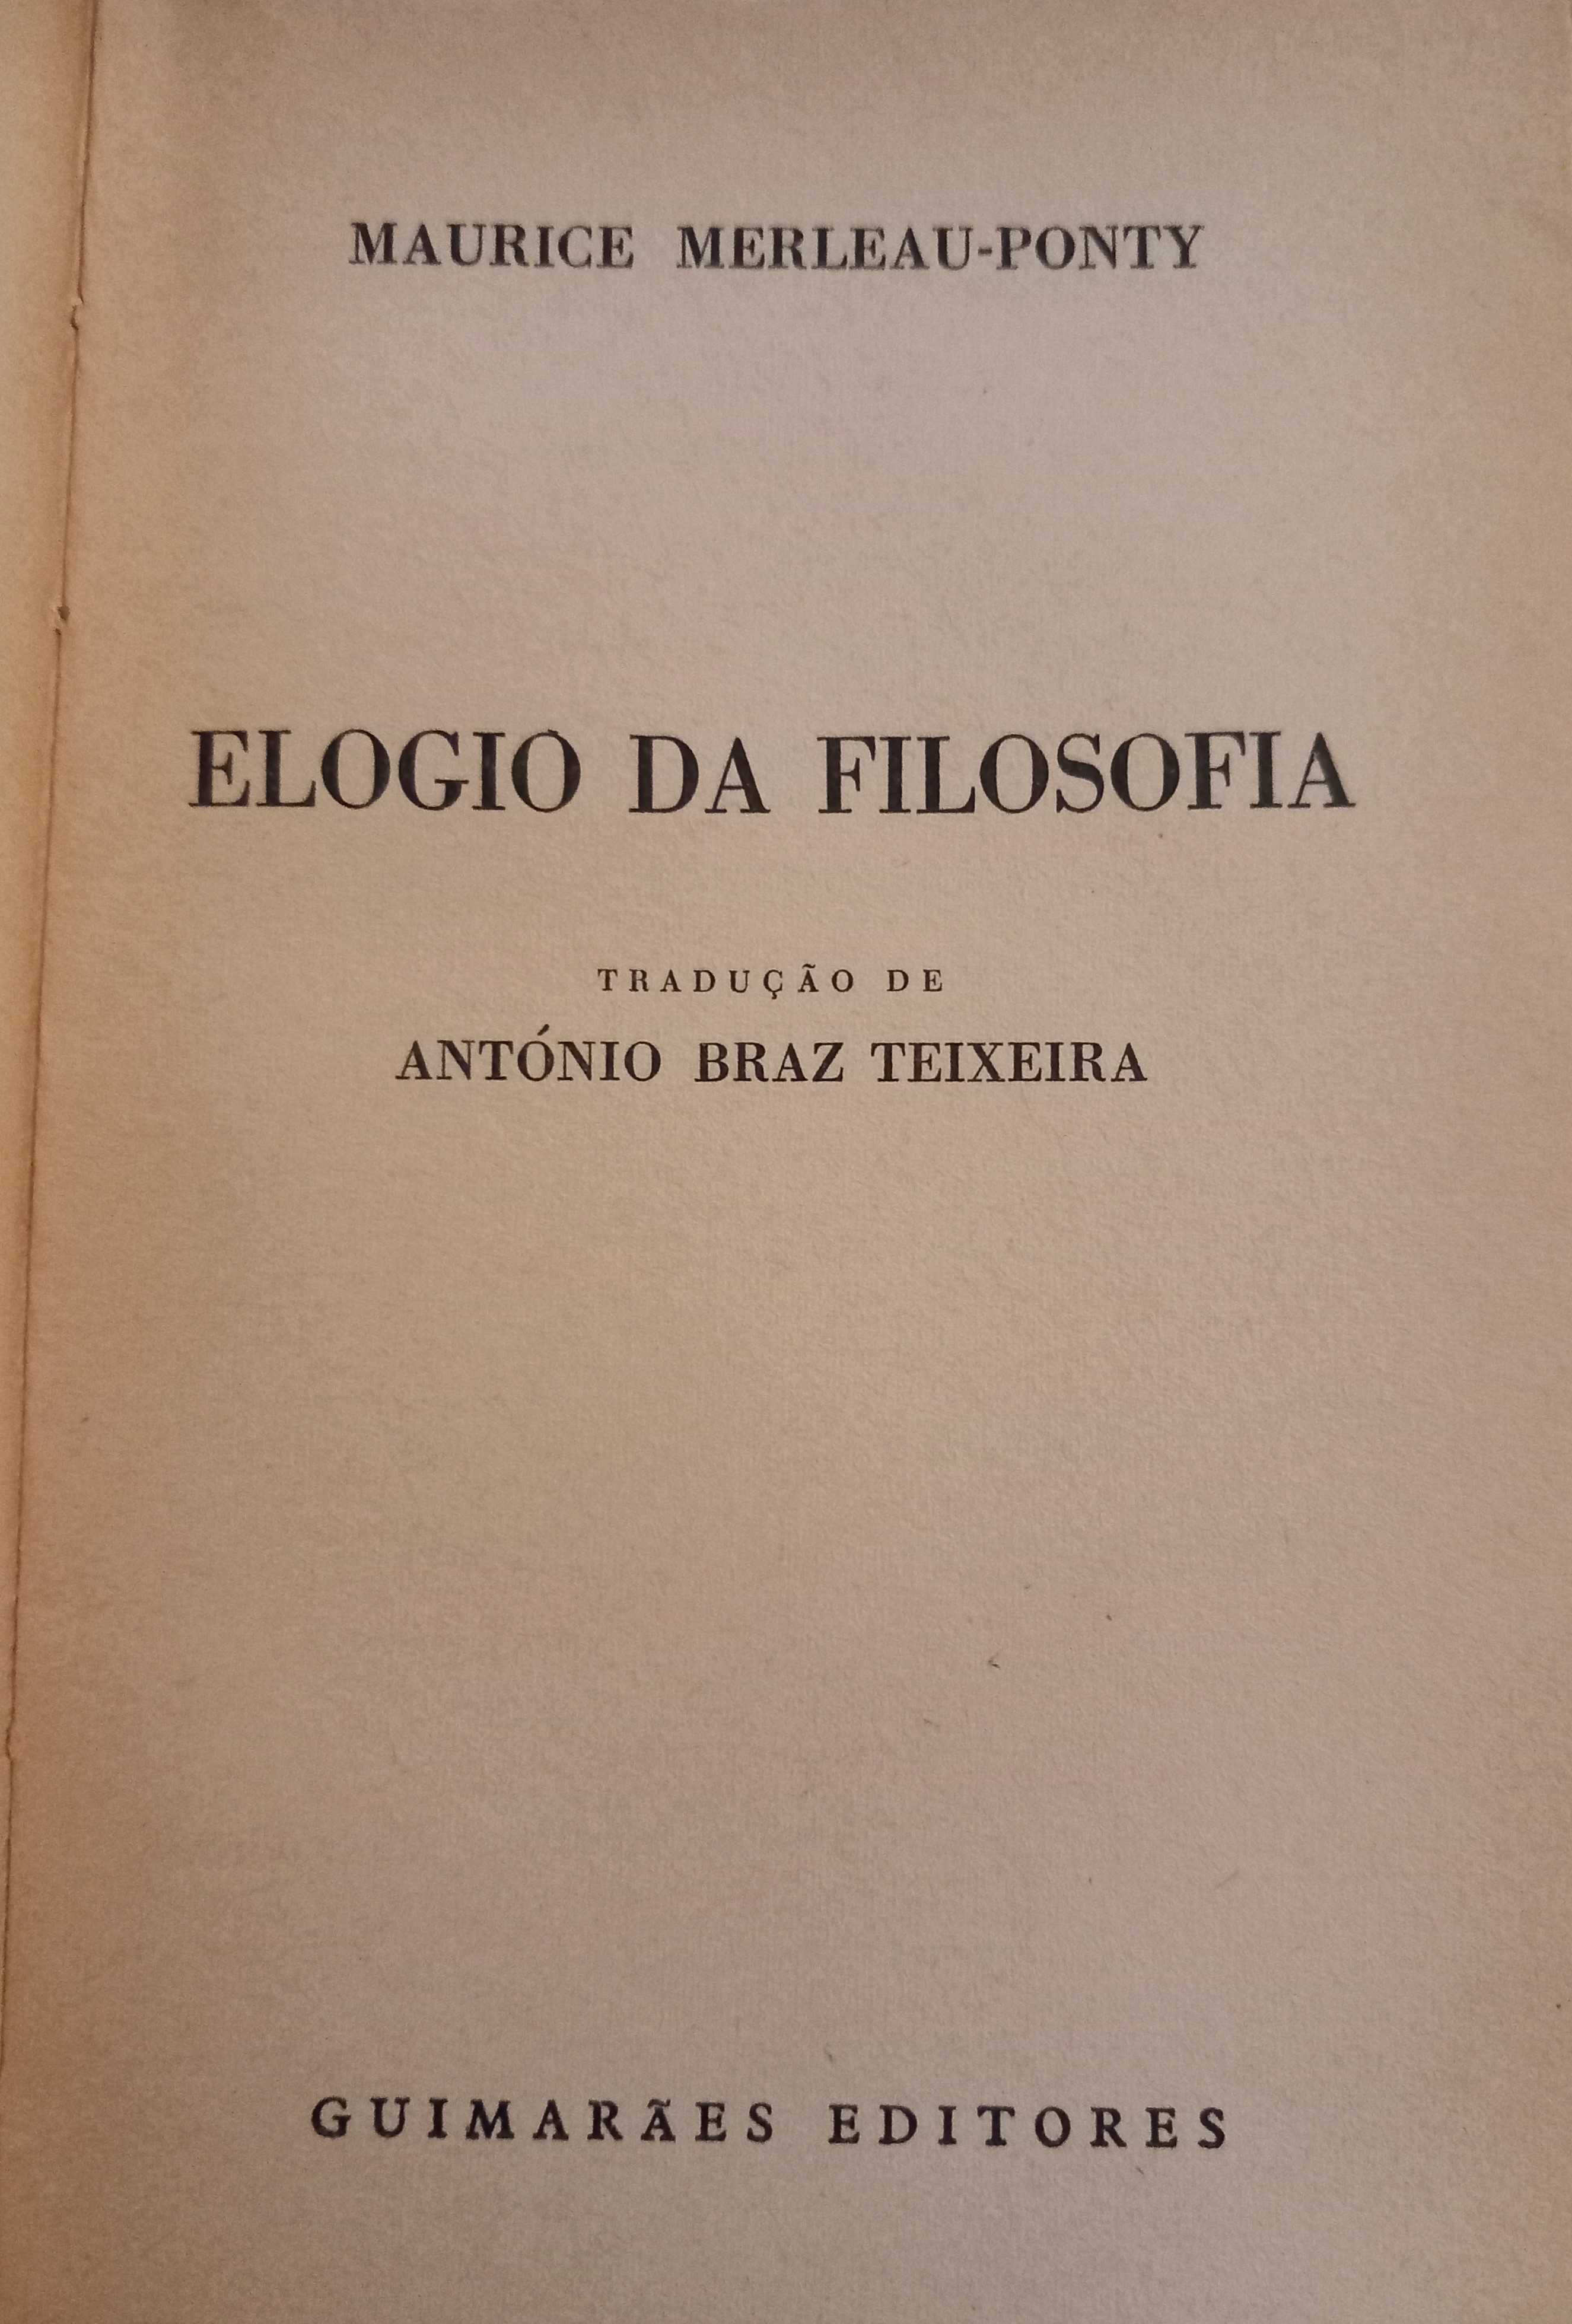 MAURICE MERLEAU-PONTY
ELOGIO DA FILOSOFIA
TRADUÇÃO DE
ANTÓNIO BRAZ TEIXEIRA
GUIMARÃES EDITORES